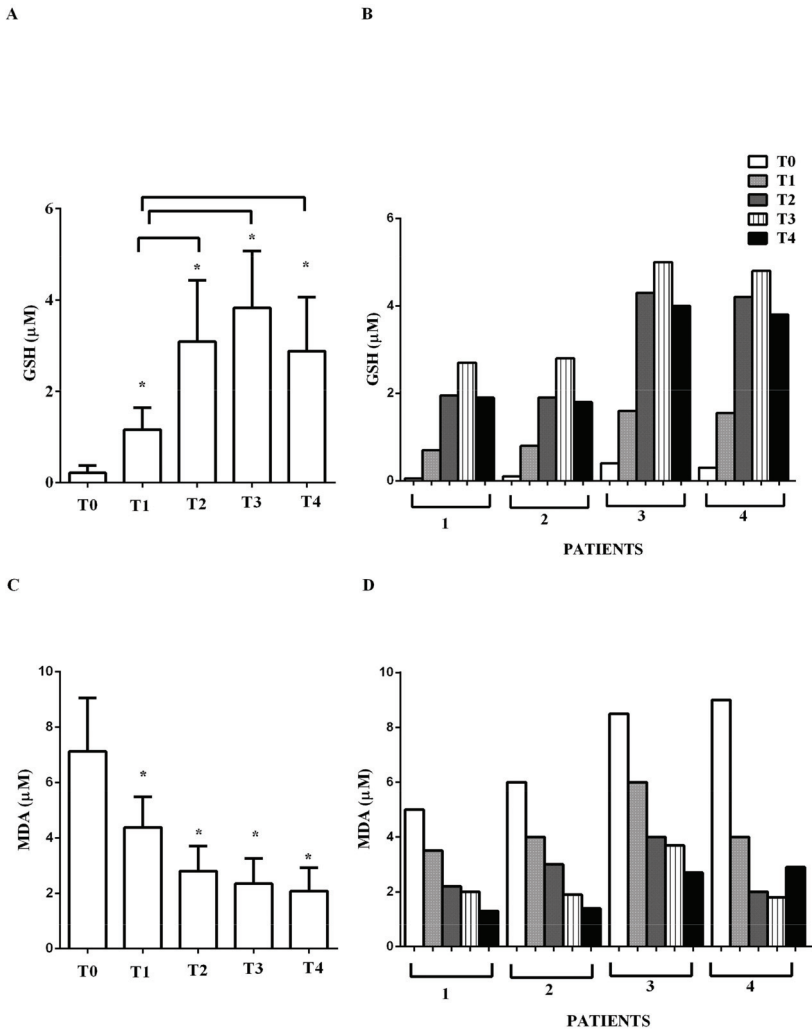 A
B
T0
T1
T2
T3
T4
6
4
2
0
GSH (µM)
*
*
*
*
T0 T1 T2 T3 T4
6
4
2
0
GSH (µM)
1 2 3 4
PATIENTS
C
D
10
8
6
4
2
0
MDA (µM)
*
*
*
*
T0 T1 T2 T3 T4
10
8
6
4
2
0
MDA (µM)
1 2 3 4
PATIENTS